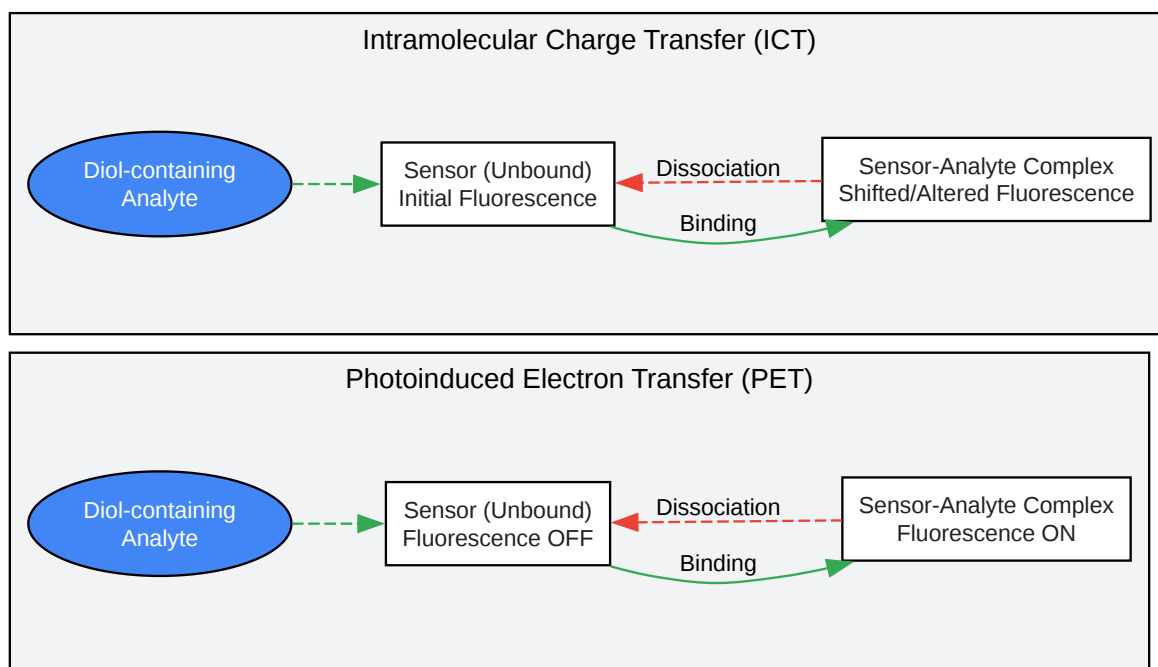 Intramolecular Charge Transfer (ICT)
Diol-containing
Analyte
Sensor (Unbound)
Initial Fluorescence
Dissociation
Binding
Sensor-Analyte Complex
Shifted/Altered Fluorescence
Photoinduced Electron Transfer (PET)
Diol-containing
Analyte
Sensor (Unbound)
Fluorescence OFF
Dissociation
Binding
Sensor-Analyte Complex
Fluorescence ON